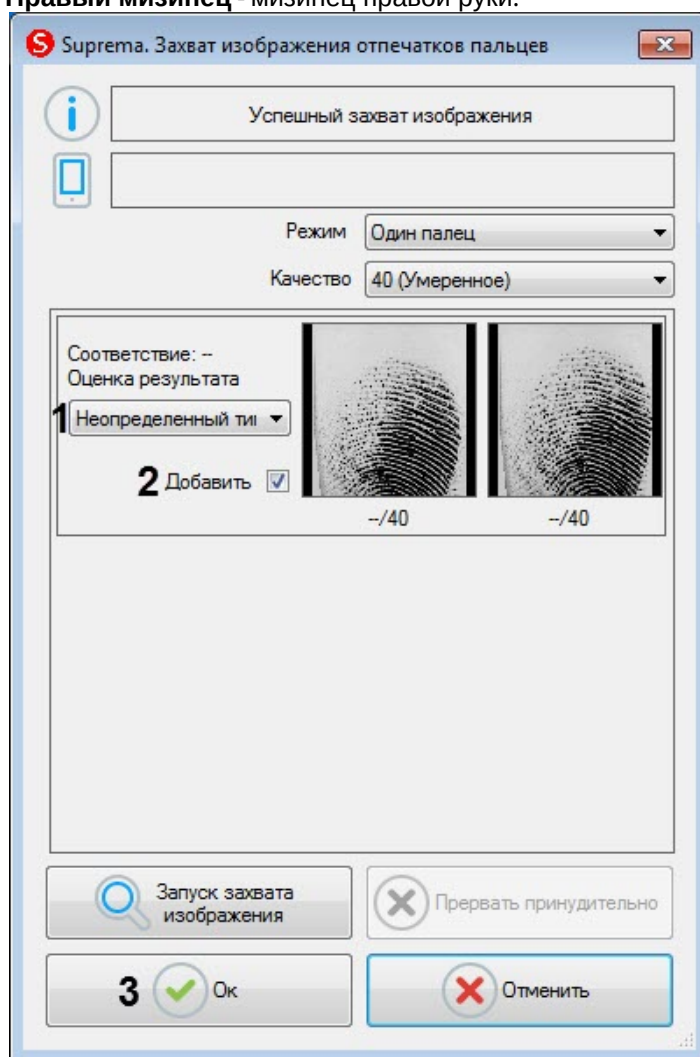 Правый мизинец - мизинец правой руки.
Suprema. Захват изображения отпечатков пальцев
Успешный захват изображения
Режим Один палец
Качество 40 (Умеренное)
Соответствие: --
Оценка результата
1 Неопределенный тип
2 Добавить
--/40 --/40
Запуск захвата
изображения
Прервать принудительно
3 Ок
Отменить